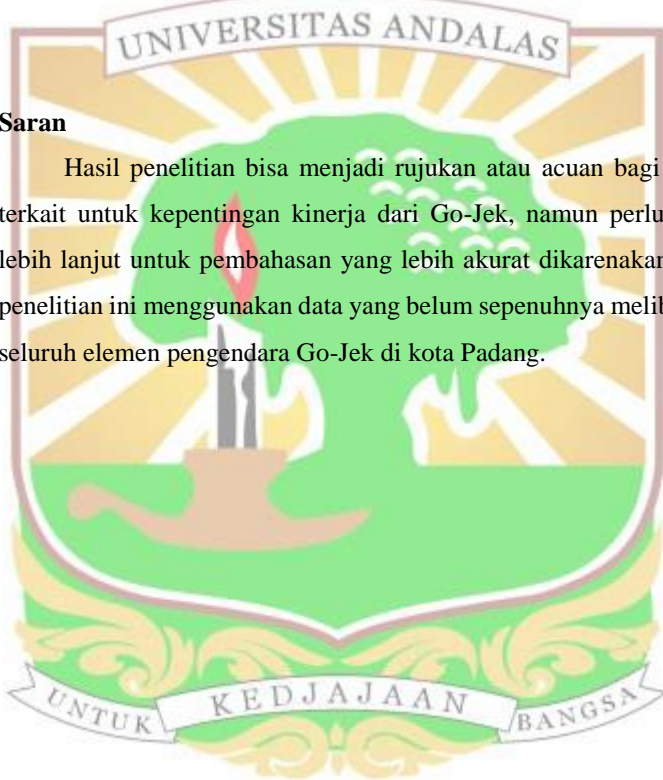 UNIVERSITAS ANDALAS
Saran
Hasil penelitian bisa menjadi rujukan atau acuan bagi
terkait untuk kepentingan kinerja dari Go-Jek, namun perlu
lebih lanjut untuk pembahasan yang lebih akurat dikarenakan
penelitian ini menggunakan data yang belum sepenuhnya
seluruh elemen pengendara Go-Jek di kota Padang.
UNTUK KEDJAJAAN BANGSA